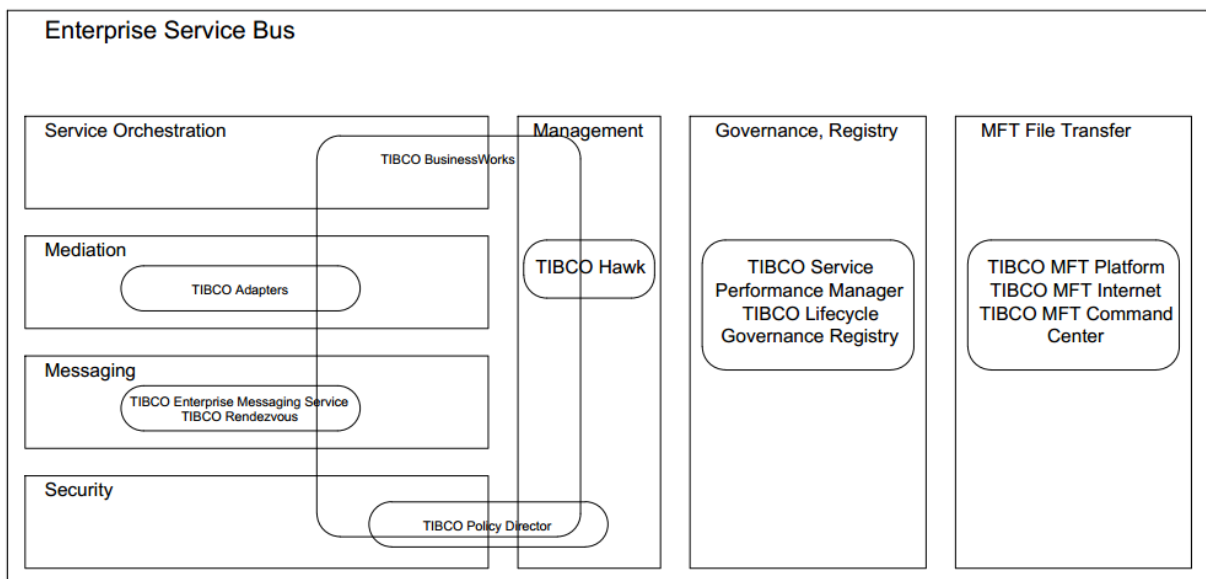 Enterprise Service Bus
Service Orchestration
TIBCO BusinessWorks
Mediation
TIBCO Adapters
Messaging
TIBCO Enterprise Messaging Service
TIBCO Rendezvous
Security
TIBCO Policy Director
Management
TIBCO Hawk
Governance, Registry
TIBCO Service
Performance Manager
TIBCO Lifecycle
Governance Registry
MFT File Transfer
TIBCO MFT Platform
TIBCO MFT Internet
TIBCO MFT Command
Center